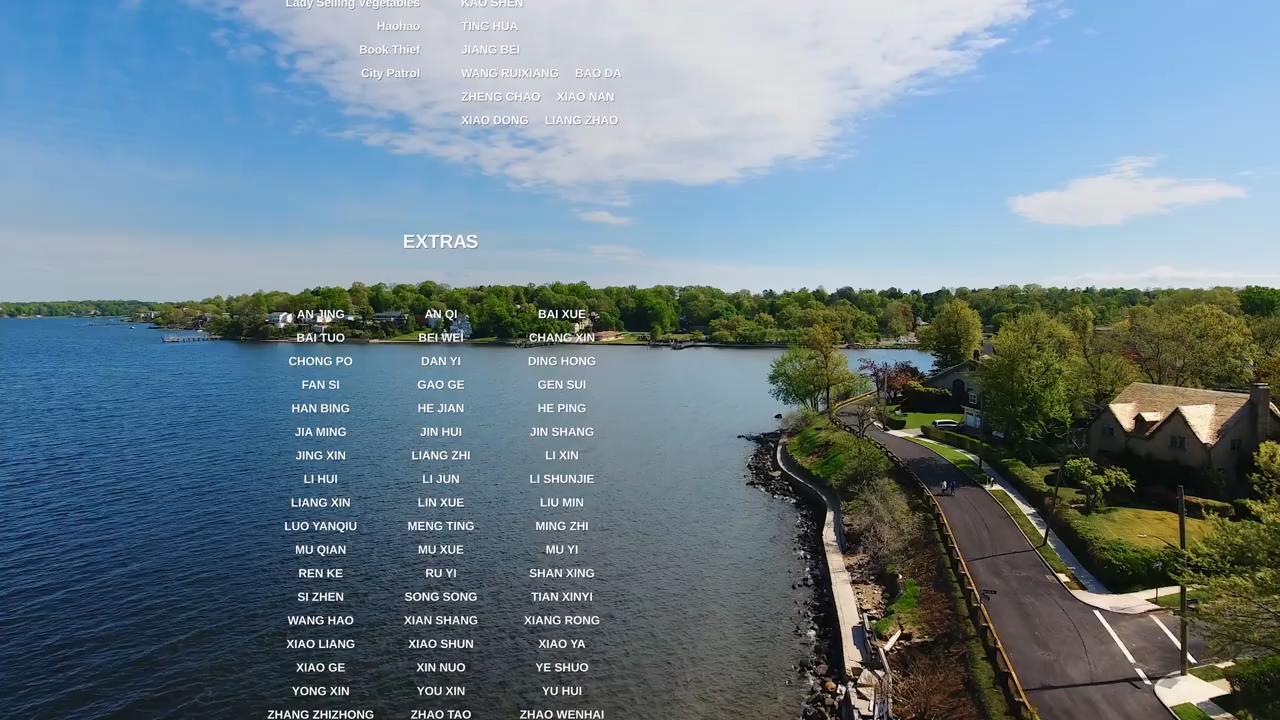 Lady Selling Vegetables KAO SHEN
Haohao TING HUA
Book Thief JIANG BEI
City Patrol WANG RUIXIANG BAO DA
ZHENG CHAO XIAO NAN
XIAO DONG LIANG ZHAO
EXTRAS
AN JING AN QI BAI XUE
BAI TUO BEI WEI CHANG XIN
CHONG PO DAN YI DING HONG
FAN SI GAO GE GEN SUI
HAN BING HE JIAN HE PING
JIA MING JIN HUI JIN SHANG
JING XIN LIANG ZHI LI XIN
LI HUI LI JUN LI SHUNJIE
LIANG XIN LIN XUE LIU MIN
LUO YANQIU MENG TING MING ZHI
MU QIAN MU XUE MU YI
REN KE RU YI SHAN XING
SI ZHEN SONG SONG TIAN XINYI
WANG HAO XIAN SHANG XIANG RONG
XIAO LIANG XIAO SHUN XIAO YA
XIAO GE XIN NUO YE SHUO
YONG XIN YOU XIN YU HUI
ZHANG ZHIZHONG ZHAO TAO ZHAO WENHAI